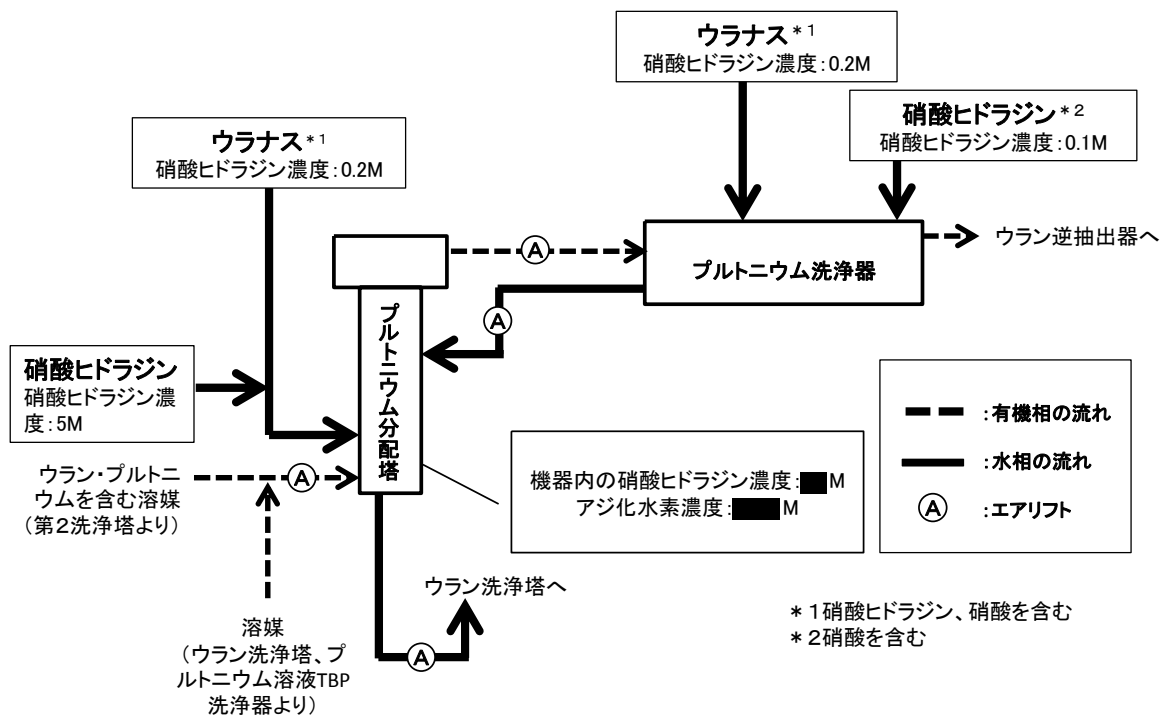 ウラナス*1
硝酸ヒドラジン濃度:0.2M
硝酸ヒドラジン*2
硝酸ヒドラジン濃度:0.1M
ウラナス*1
硝酸ヒドラジン濃度:0.2M
A
ウラン逆抽出器へ
プルトニウム洗浄器
A
プルトニウム分配塔
硝酸ヒドラジン
硝酸ヒドラジン濃
度:5M
ウラン・プルトニ
ウムを含む溶媒
(第2洗浄塔より)
A
機器内の硝酸ヒドラジン濃度: M
アジ化水素濃度: M
:有機相の流れ
:水相の流れ
A :エアリフト
ウラン洗浄塔へ
A
溶媒
(ウラン洗浄塔、プ
ルトニウム溶液TBP
洗浄器より)
*1硝酸ヒドラジン、硝酸を含む
*2硝酸を含む